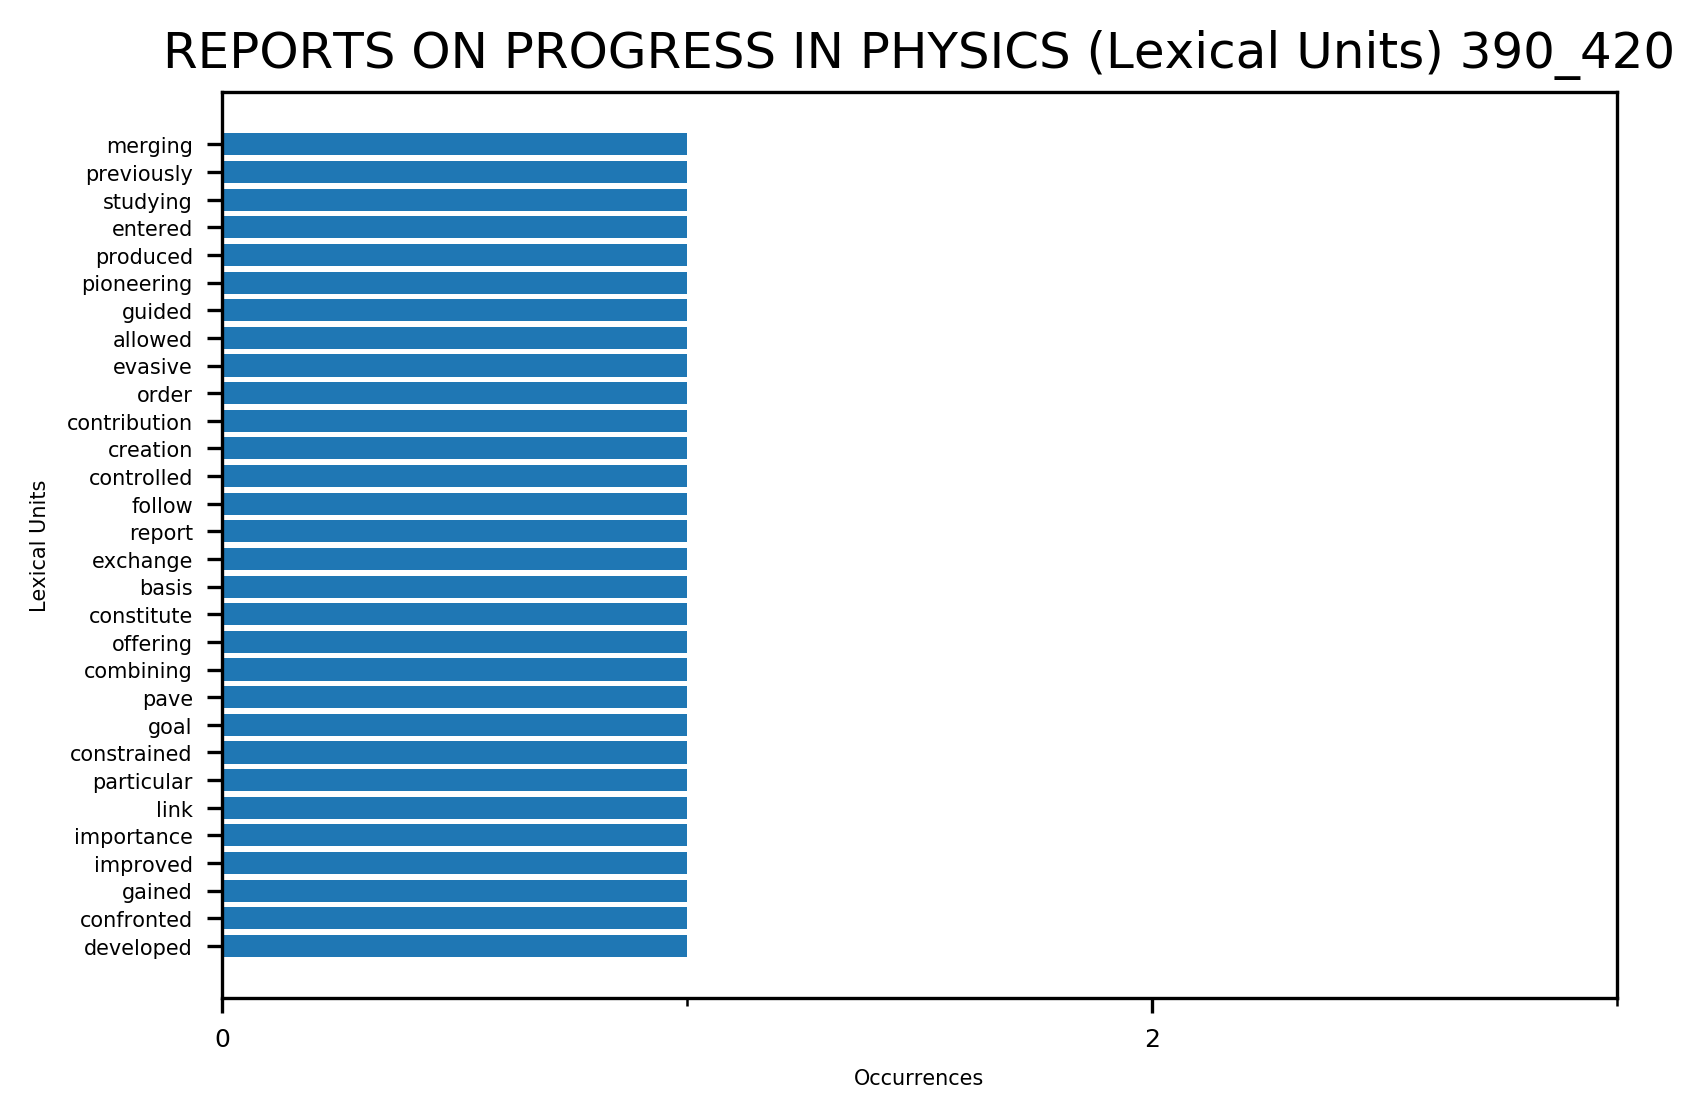 REPORTS ON PROGRESS IN PHYSICS (Lexical Units) 390_420
merging
previously
studying
entered
produced
pioneering
guided
allowed
evasive
order
contribution
creation
controlled
follow
report
exchange
basis
constitute
offering
combining
pave
goal
constrained
particular
link
importance
improved
gained
confronted
developed
Lexical Units
0
2
Occurrences